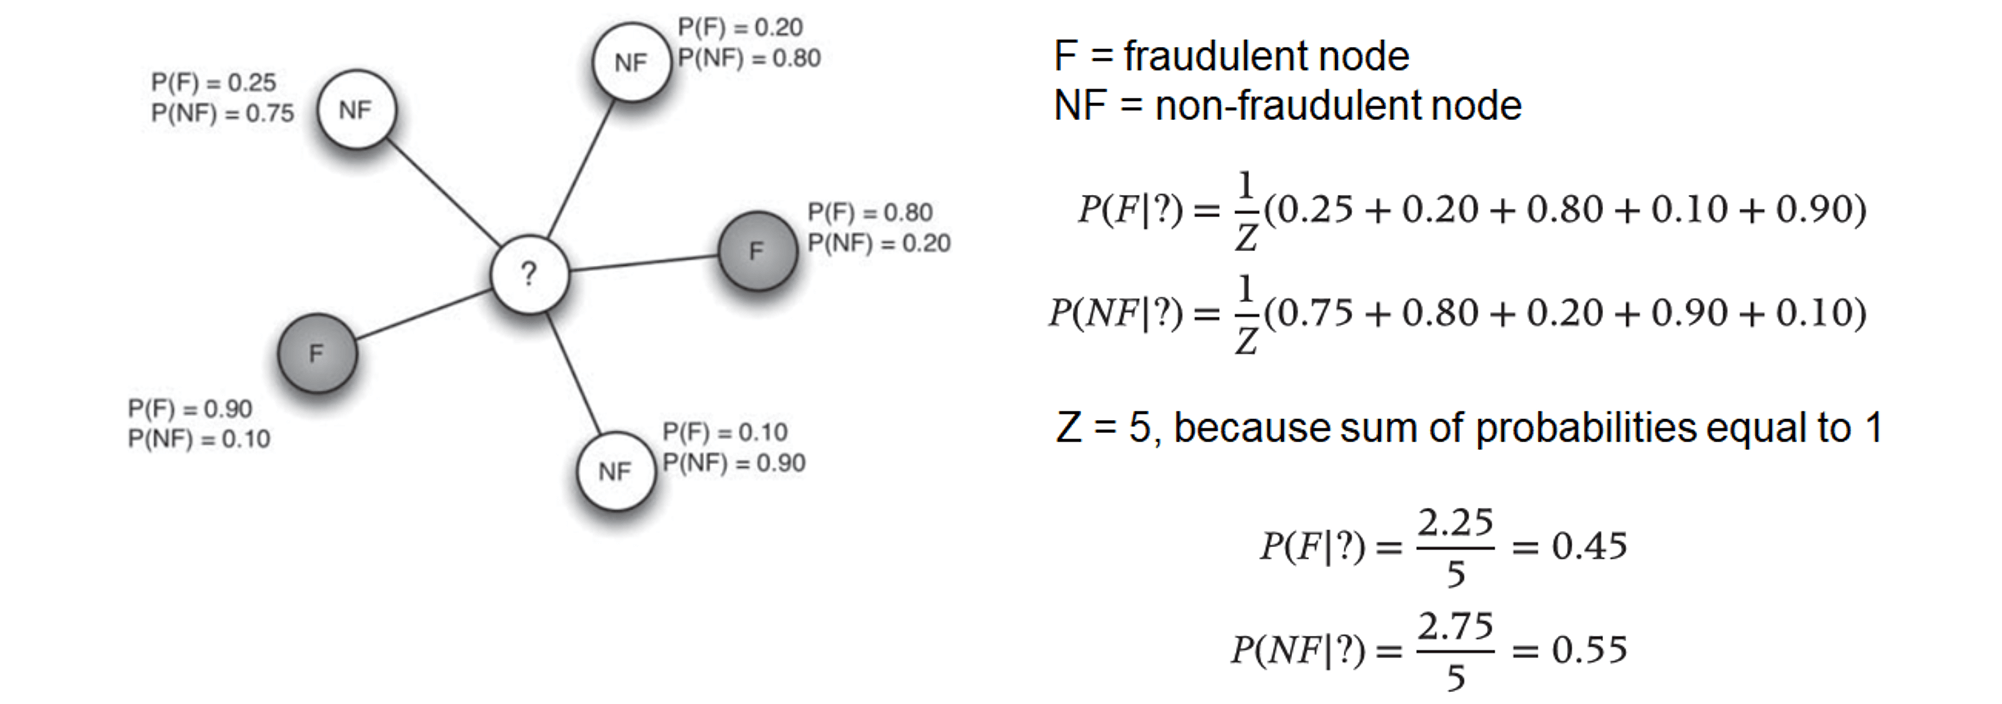 P(F) = 0.20
P(NF) = 0.80
NF
P(F) = 0.25
P(NF) = 0.75
NF
P(F) = 0.80
P(NF) = 0.20
F
?
F
P(F) = 0.90
P(NF) = 0.10
P(F) = 0.10
P(NF) = 0.90
NF
F = fraudulent node
NF = non-fraudulent node
P(F|?) = 1/Z (0.25 + 0.20 + 0.80 + 0.10 + 0.90)
P(NF|?) = 1/Z (0.75 + 0.80 + 0.20 + 0.90 + 0.10)
Z = 5, because sum of probabilities equal to 1
P(F|?) = 2.25/5 = 0.45
P(NF|?) = 2.75/5 = 0.55